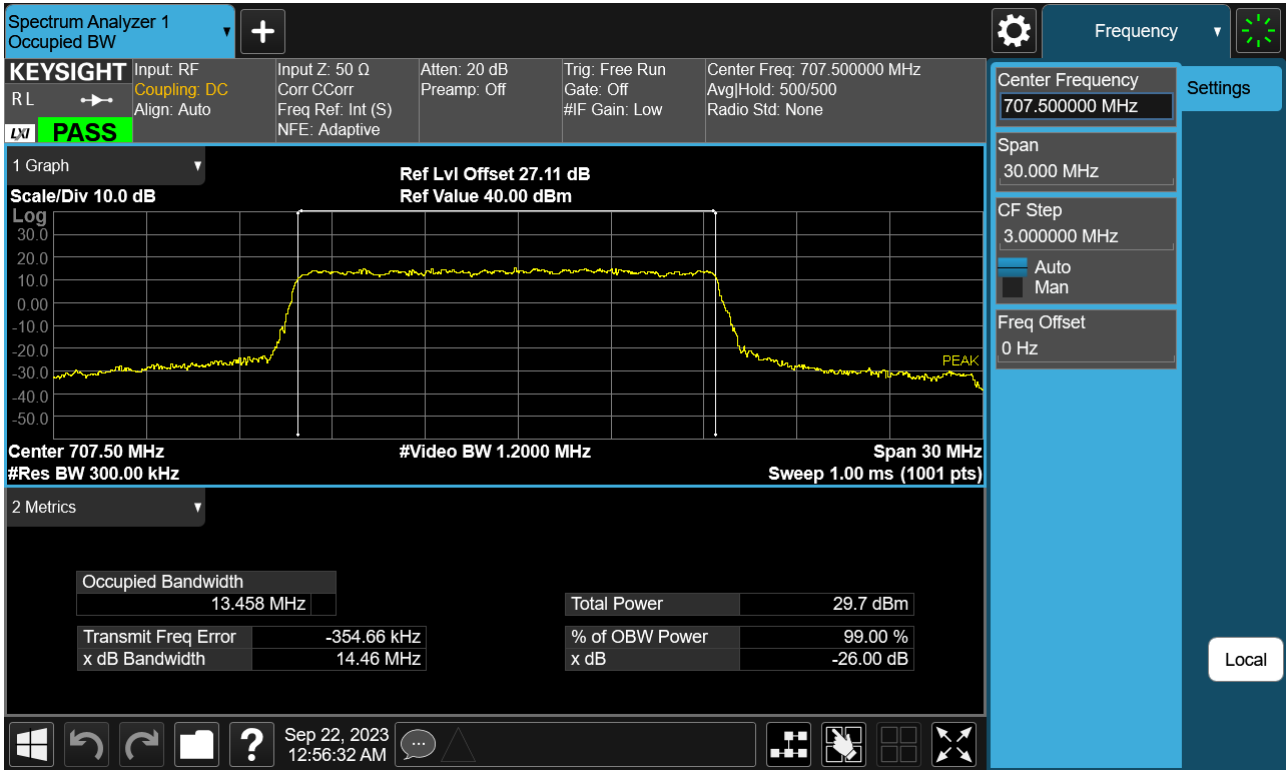 Spectrum Analyzer 1
Occupied BW
Frequency
KEYSIGHT
R L
LXI PASS
Input: RF
Coupling: DC
Align: Auto
Input Z: 50 Ω
Corr CCorr
Freq Ref: Int (S)
NFE: Adaptive
Atten: 20 dB
Preamp: Off
Trig: Free Run
Gate: Off
#IF Gain: Low
Center Freq: 707.500000 MHz
Avg|Hold: 500/500
Radio Std: None
Center Frequency
707.500000 MHz
Settings
Span
30.000 MHz
CF Step
3.000000 MHz
Auto
Man
Freq Offset
0 Hz
1 Graph
Scale/Div 10.0 dB
Ref Lvl Offset 27.11 dB
Ref Value 40.00 dBm
Log
30.0
20.0
10.0
0.00
-10.0
-20.0
-30.0
-40.0
-50.0
PEAK
Center 707.50 MHz
#Video BW 1.2000 MHz
Span 30 MHz
#Res BW 300.00 kHz
Sweep 1.00 ms (1001 pts)
2 Metrics
Occupied Bandwidth
13.458 MHz
Total Power 29.7 dBm
Transmit Freq Error -354.66 kHz
% of OBW Power 99.00 %
x dB Bandwidth 14.46 MHz
x dB -26.00 dB
Local
Sep 22, 2023
12:56:32 AM